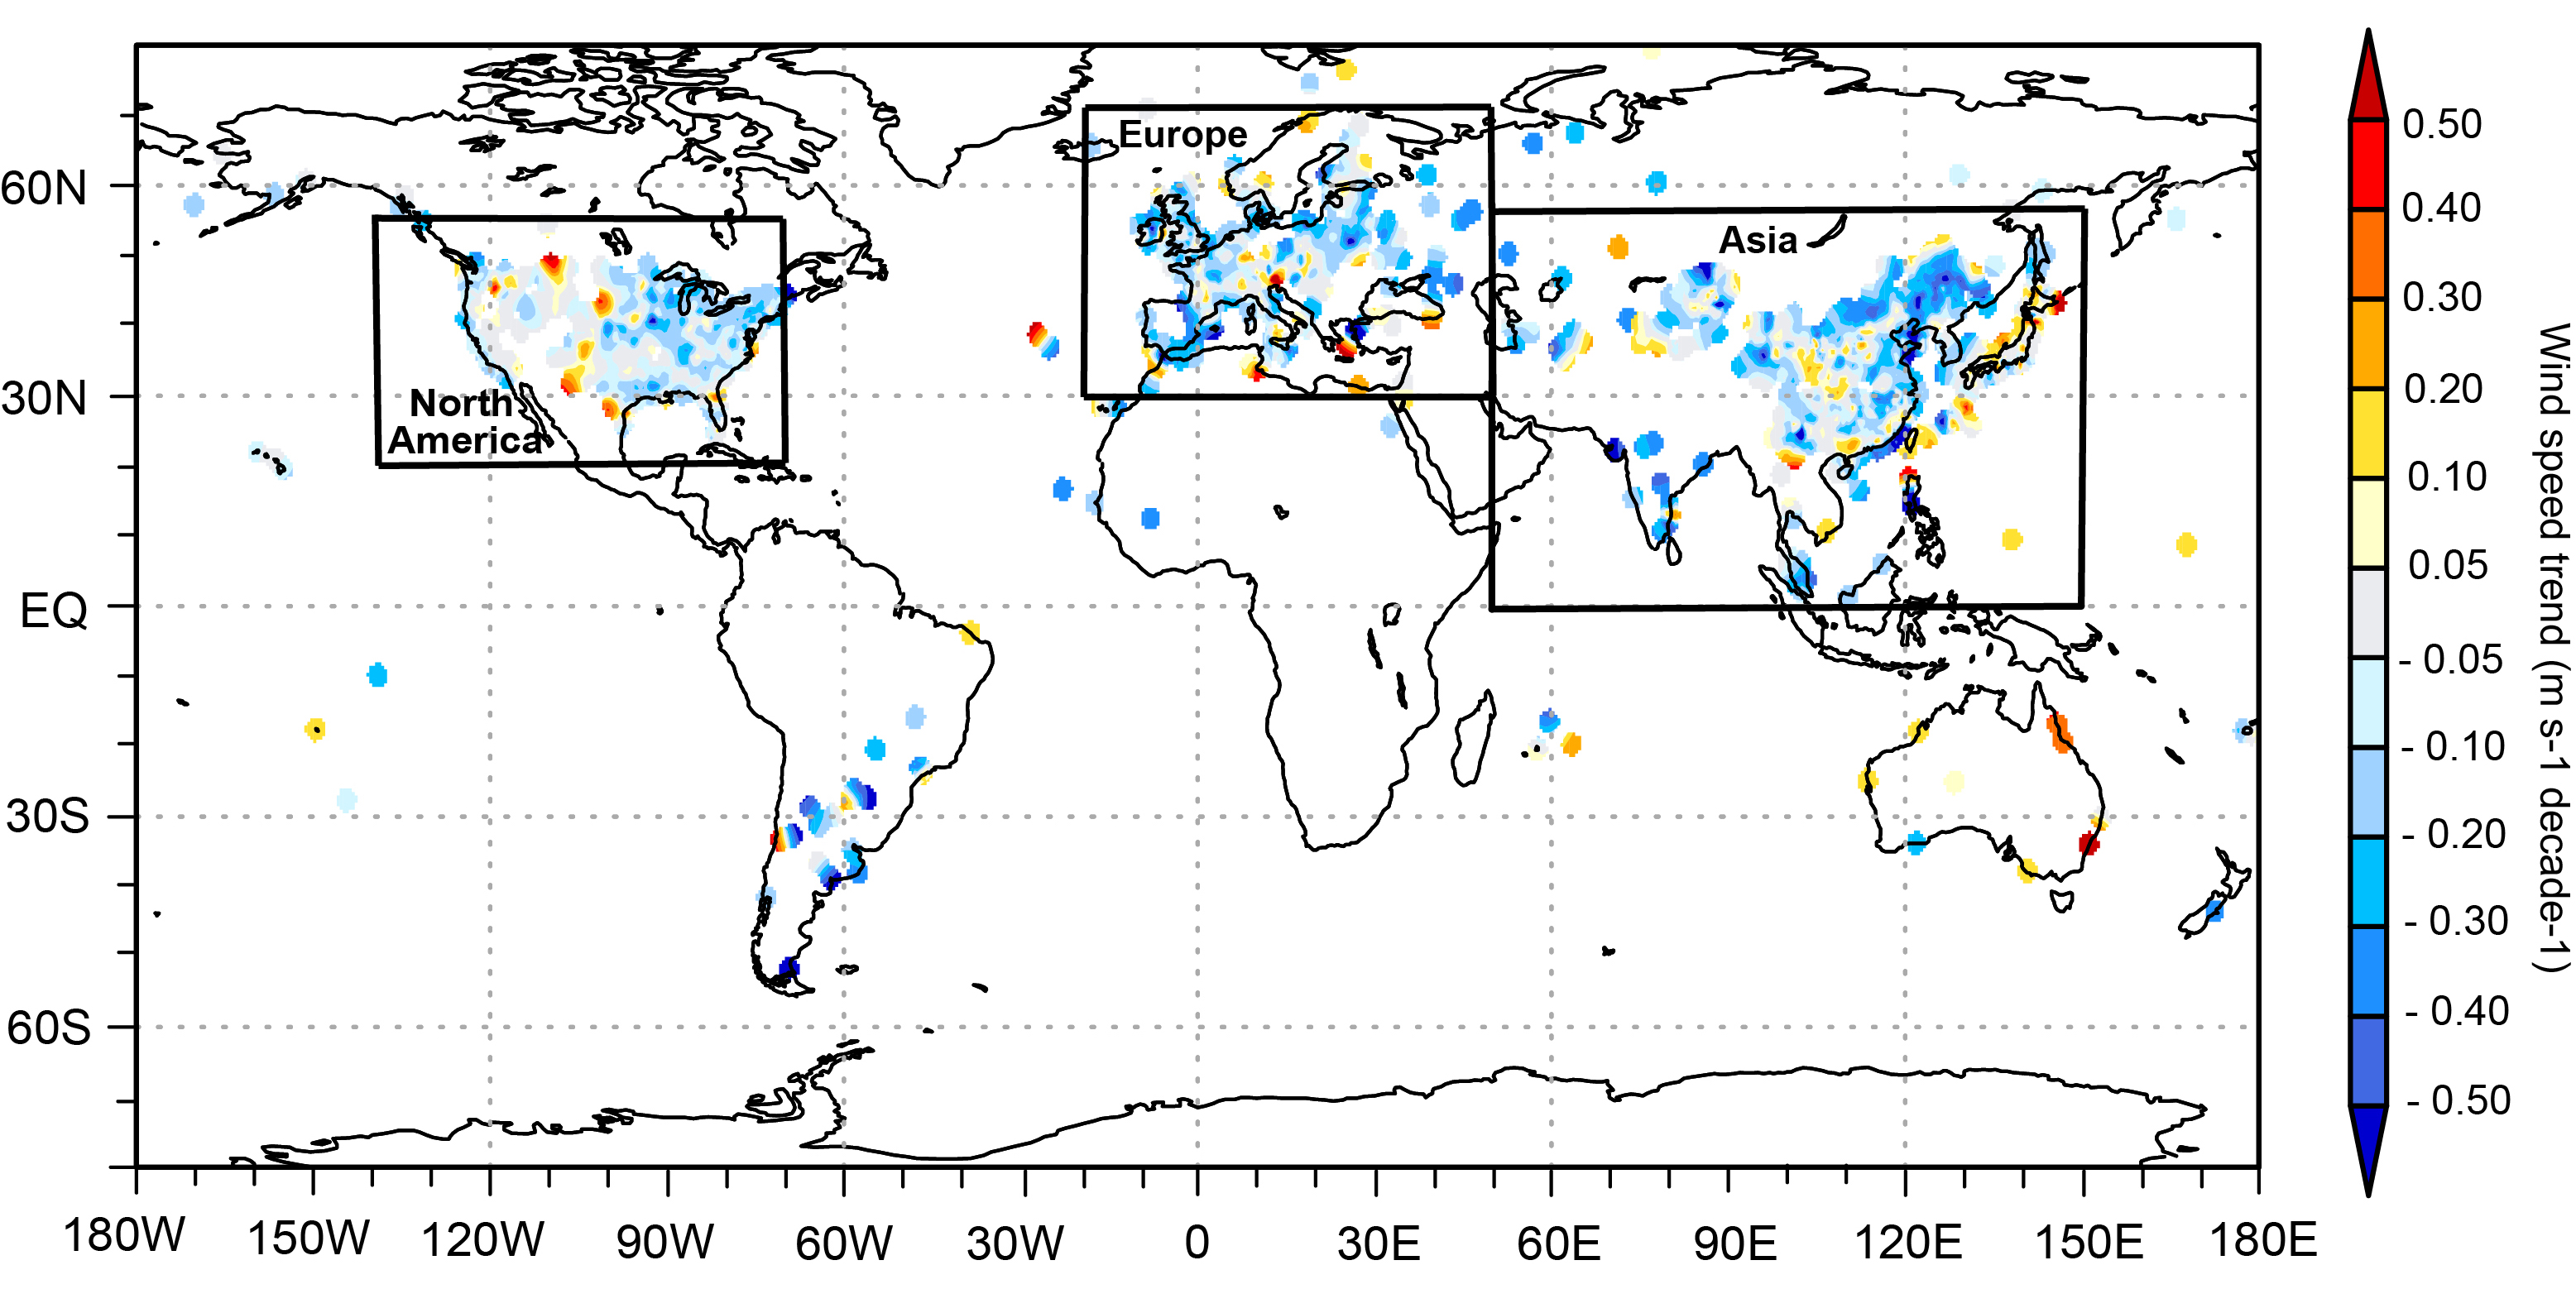 Europe
Asia
North
America
60N
30N
EQ
30S
60S
180W 150W 120W 90W 60W 30W 0 30E 60E 90E 120E 150E 180E
0.50
0.40
0.30
0.20
0.10
0.05
- 0.05
- 0.10
- 0.20
- 0.30
- 0.40
- 0.50
Wind speed trend (m s-1 decade-1)